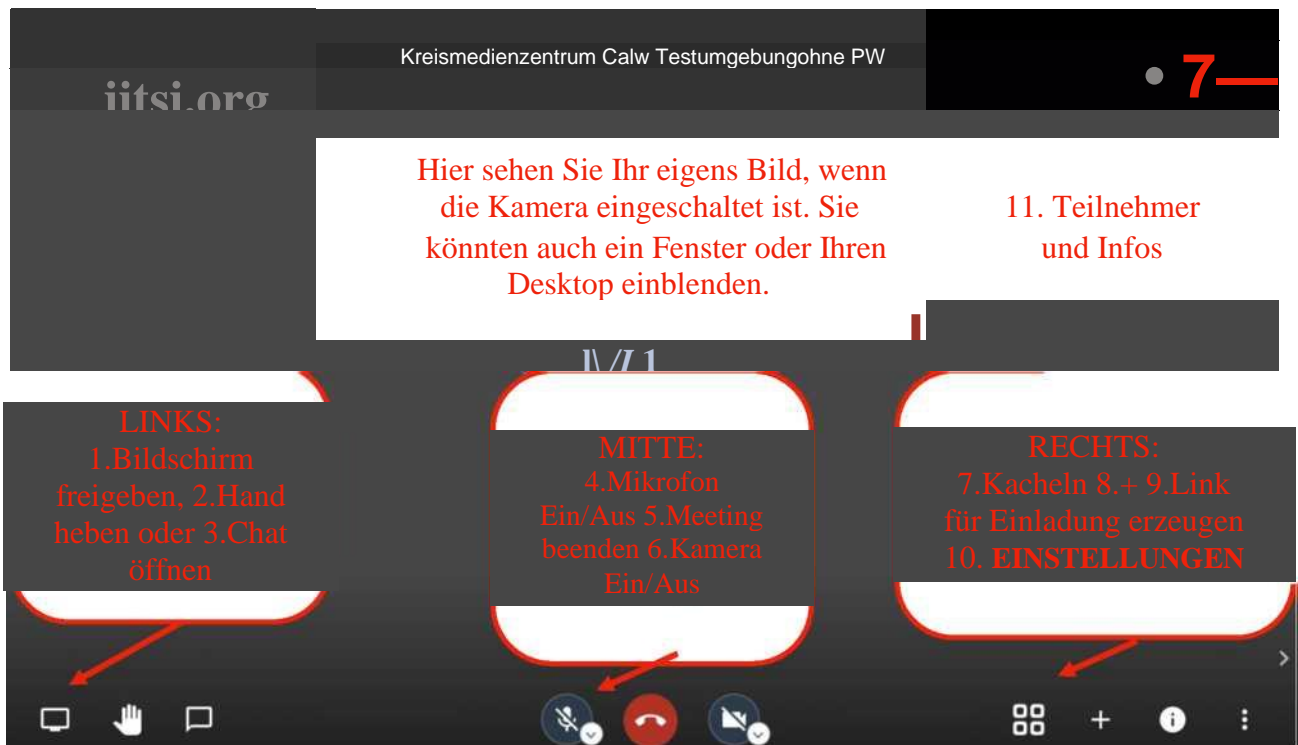 Kreismedienzentrum Calw Testumgebungohne PW
7—
jitsi.org
Hier sehen Sie Ihr eigens Bild, wenn
die Kamera eingeschaltet ist. Sie
könnten auch ein Fenster oder Ihren
Desktop einblenden.
11. Teilnehmer
und Infos
LINKS:
1.Bildschirm
freigeben, 2.Hand
heben oder 3.Chat
öffnen
MITTE:
4.Mikrofon
Ein/Aus 5.Meeting
beenden 6.Kamera
Ein/Aus
RECHTS:
7.Kacheln 8.+ 9.Link
für Einladung erzeugen
10. EINSTELLUNGEN